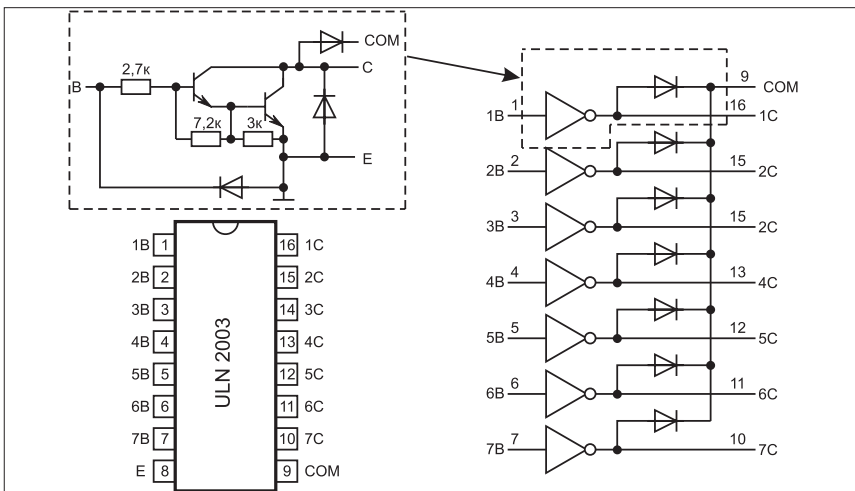 COM
2,7к
C
B
7,2к
3к
E
1B 1 16 1C
2B 2 15 2C
3B 3 14 3C
4B 4 13 4C
5B 5 12 5C
6B 6 11 6C
7B 7 10 7C
E 8 9 COM
ULN 2003
9 COM
1B 1 16 1C
2B 2 15 2C
3B 3 15 2C
4B 4 13 4C
5B 5 12 5C
6B 6 11 6C
7B 7 10 7C